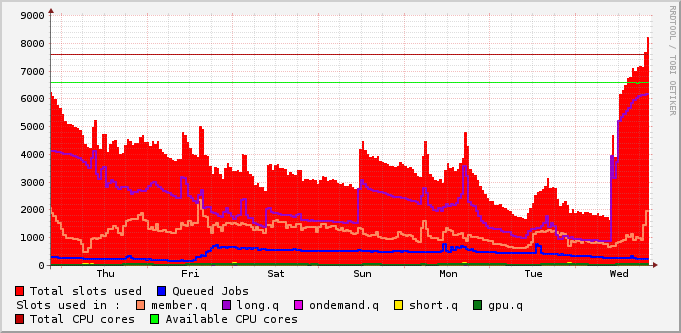 9000
8000
7000
6000
5000
4000
3000
2000
1000
0
Thu Fri Sat Sun Mon Tue Wed
RRDTOOL / TOBI OETIKER
Total slots used Queued Jobs
Slots used in : member.q long.q ondemand.q short.q gpu.q
Total CPU cores Available CPU cores